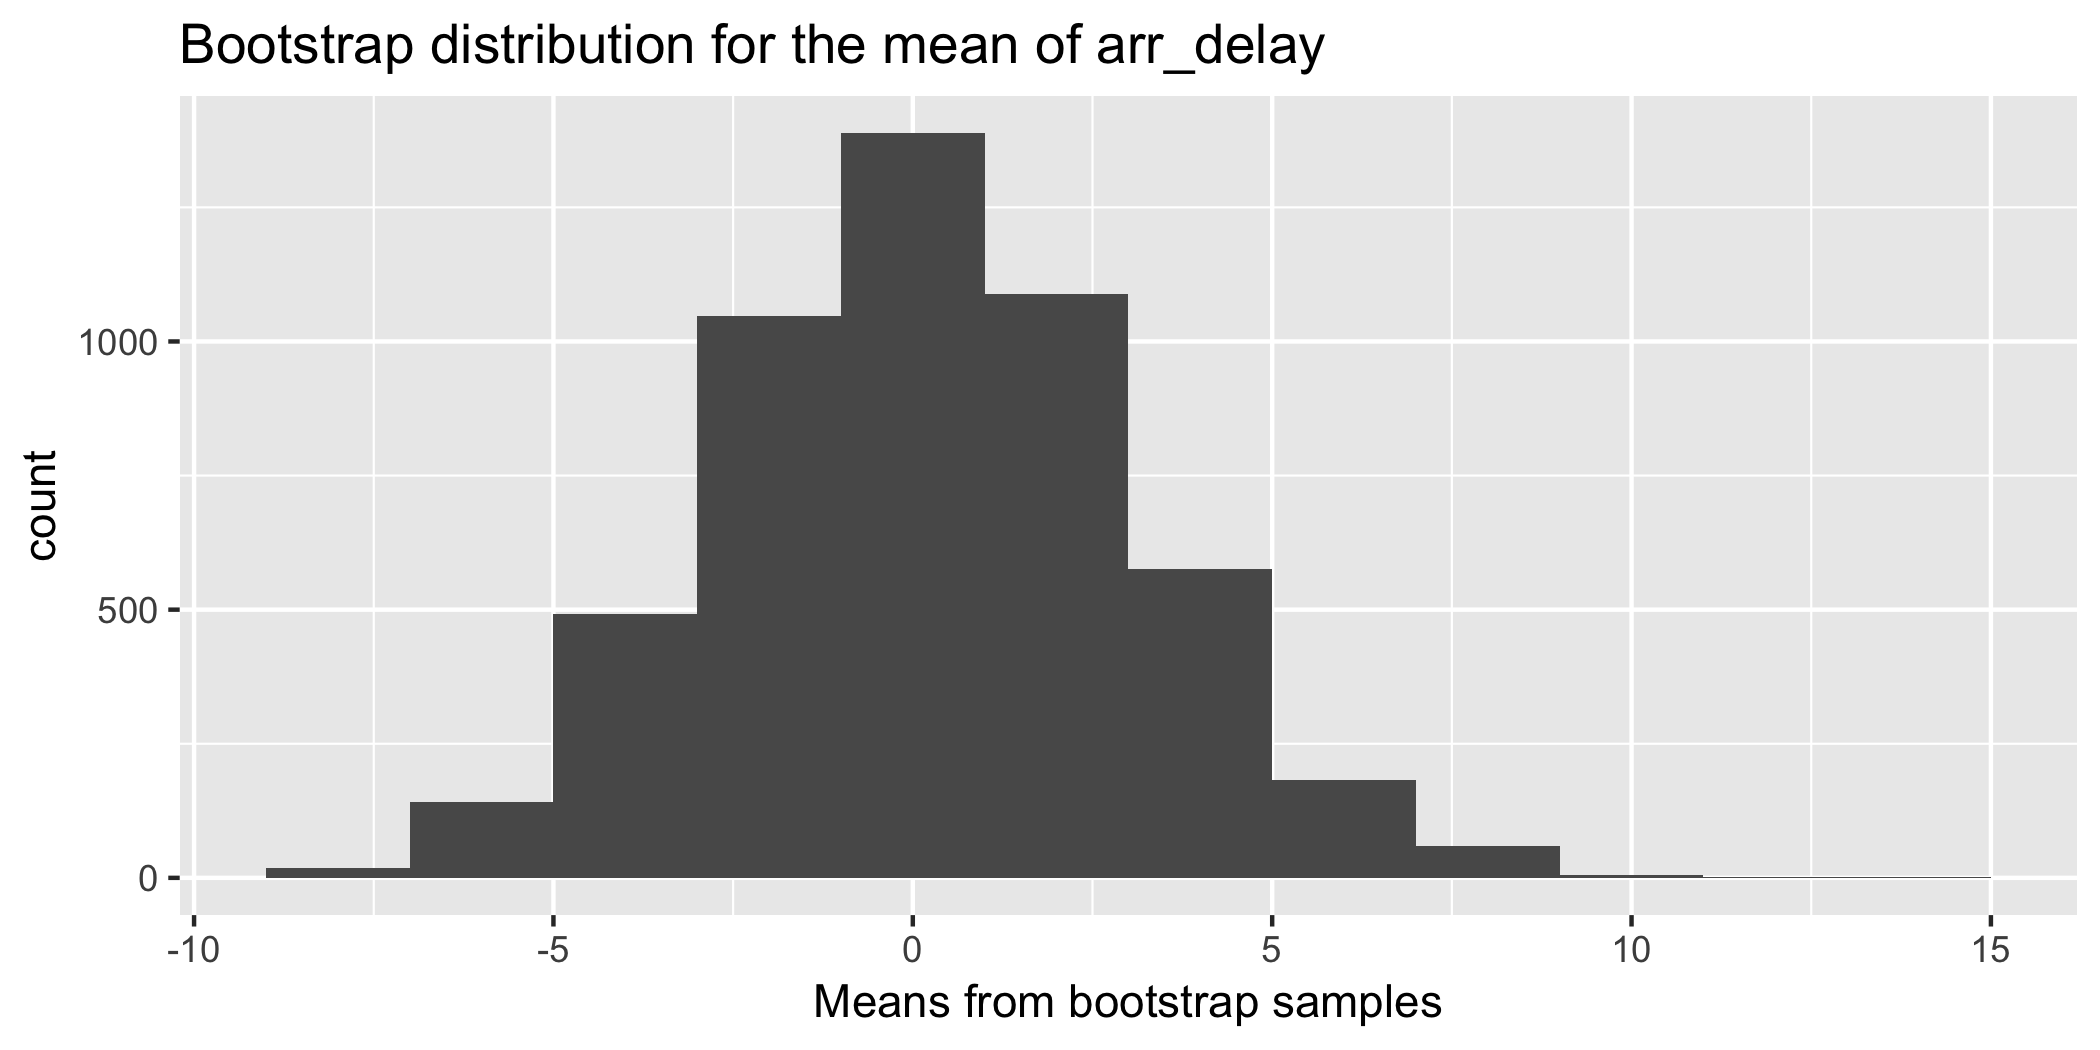 Bootstrap distribution for the mean of arr_delay
count
1000
500
0
-10 -5 0 5 10 15
Means from bootstrap samples